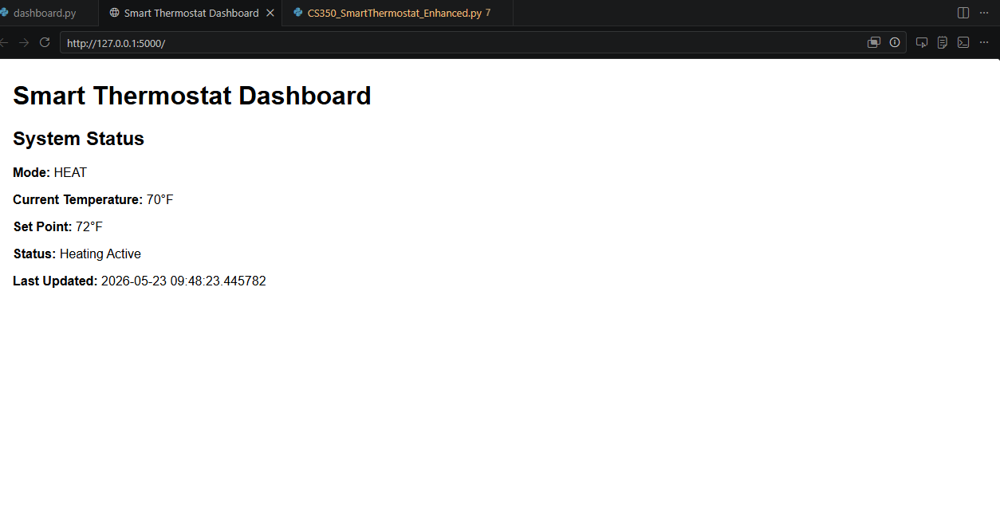 dashboard.py
Smart Thermostat Dashboard
CS350_SmartThermostat_Enhanced.py 7
http://127.0.0.1:5000/
Smart Thermostat Dashboard
System Status
Mode: HEAT
Current Temperature: 70°F
Set Point: 72°F
Status: Heating Active
Last Updated: 2026-05-23 09:48:23.445782